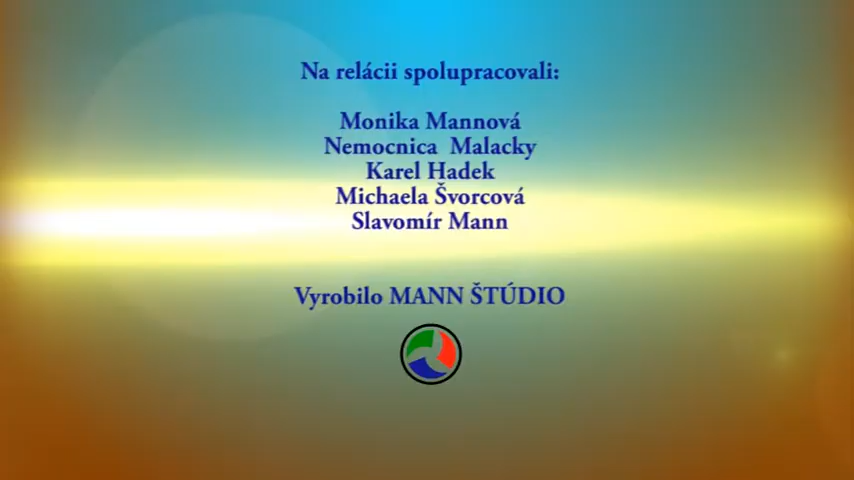 Na relácii spolupracovali:
Monika Mannová
Nemocnica Malacky
Karel Hadek
Michaela Švorcová
Slavomír Mann
Vyrobilo MANN ŠTÚDIO